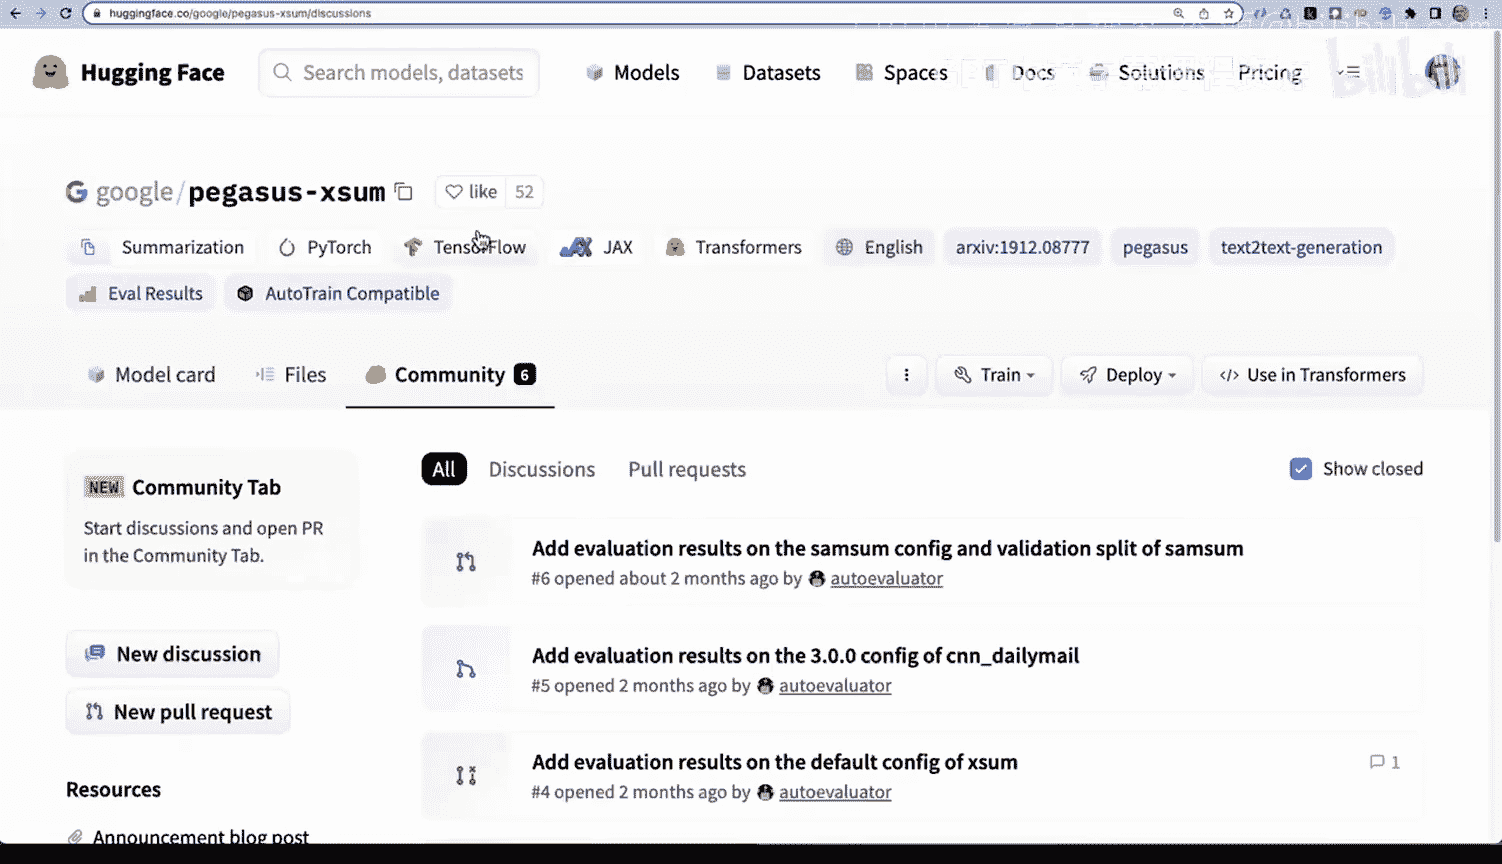 huggingface.co/google/pegasus-xsum/discussions
Hugging Face
Search models, datasets
Models
Datasets
Spaces
Docs
Solutions
Pricing
bilibili
google/pegasus-xsum
like 52
Summarization
PyTorch
TensorFlow
JAX
Transformers
English
arxiv:1912.08777
pegasus
text2text-generation
Eval Results
AutoTrain Compatible
Model card
Files
Community 6
Train
Deploy
</> Use in Transformers
NEW Community Tab
Start discussions and open PR
in the Community Tab.
New discussion
New pull request
Resources
Announcement blog post
All
Discussions
Pull requests
Show closed
Add evaluation results on the samsum config and validation split of samsum
#6 opened about 2 months ago by autoevaluator
Add evaluation results on the 3.0.0 config of cnn_dailymail
#5 opened 2 months ago by autoevaluator
Add evaluation results on the default config of xsum
1
#4 opened 2 months ago by autoevaluator